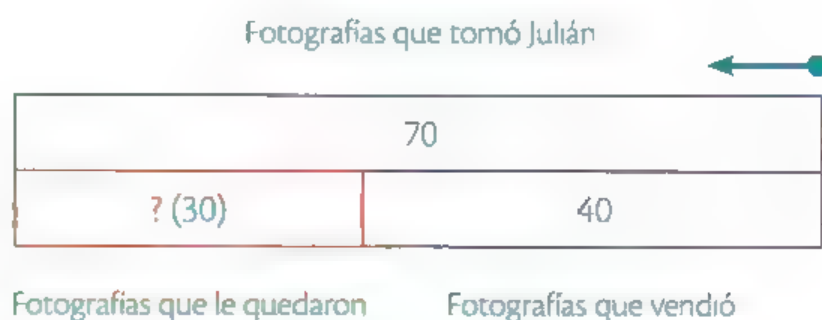 Fotografías que tomó Julián
70
? (30) 40
Fotografías que le quedaron Fotografías que vendió